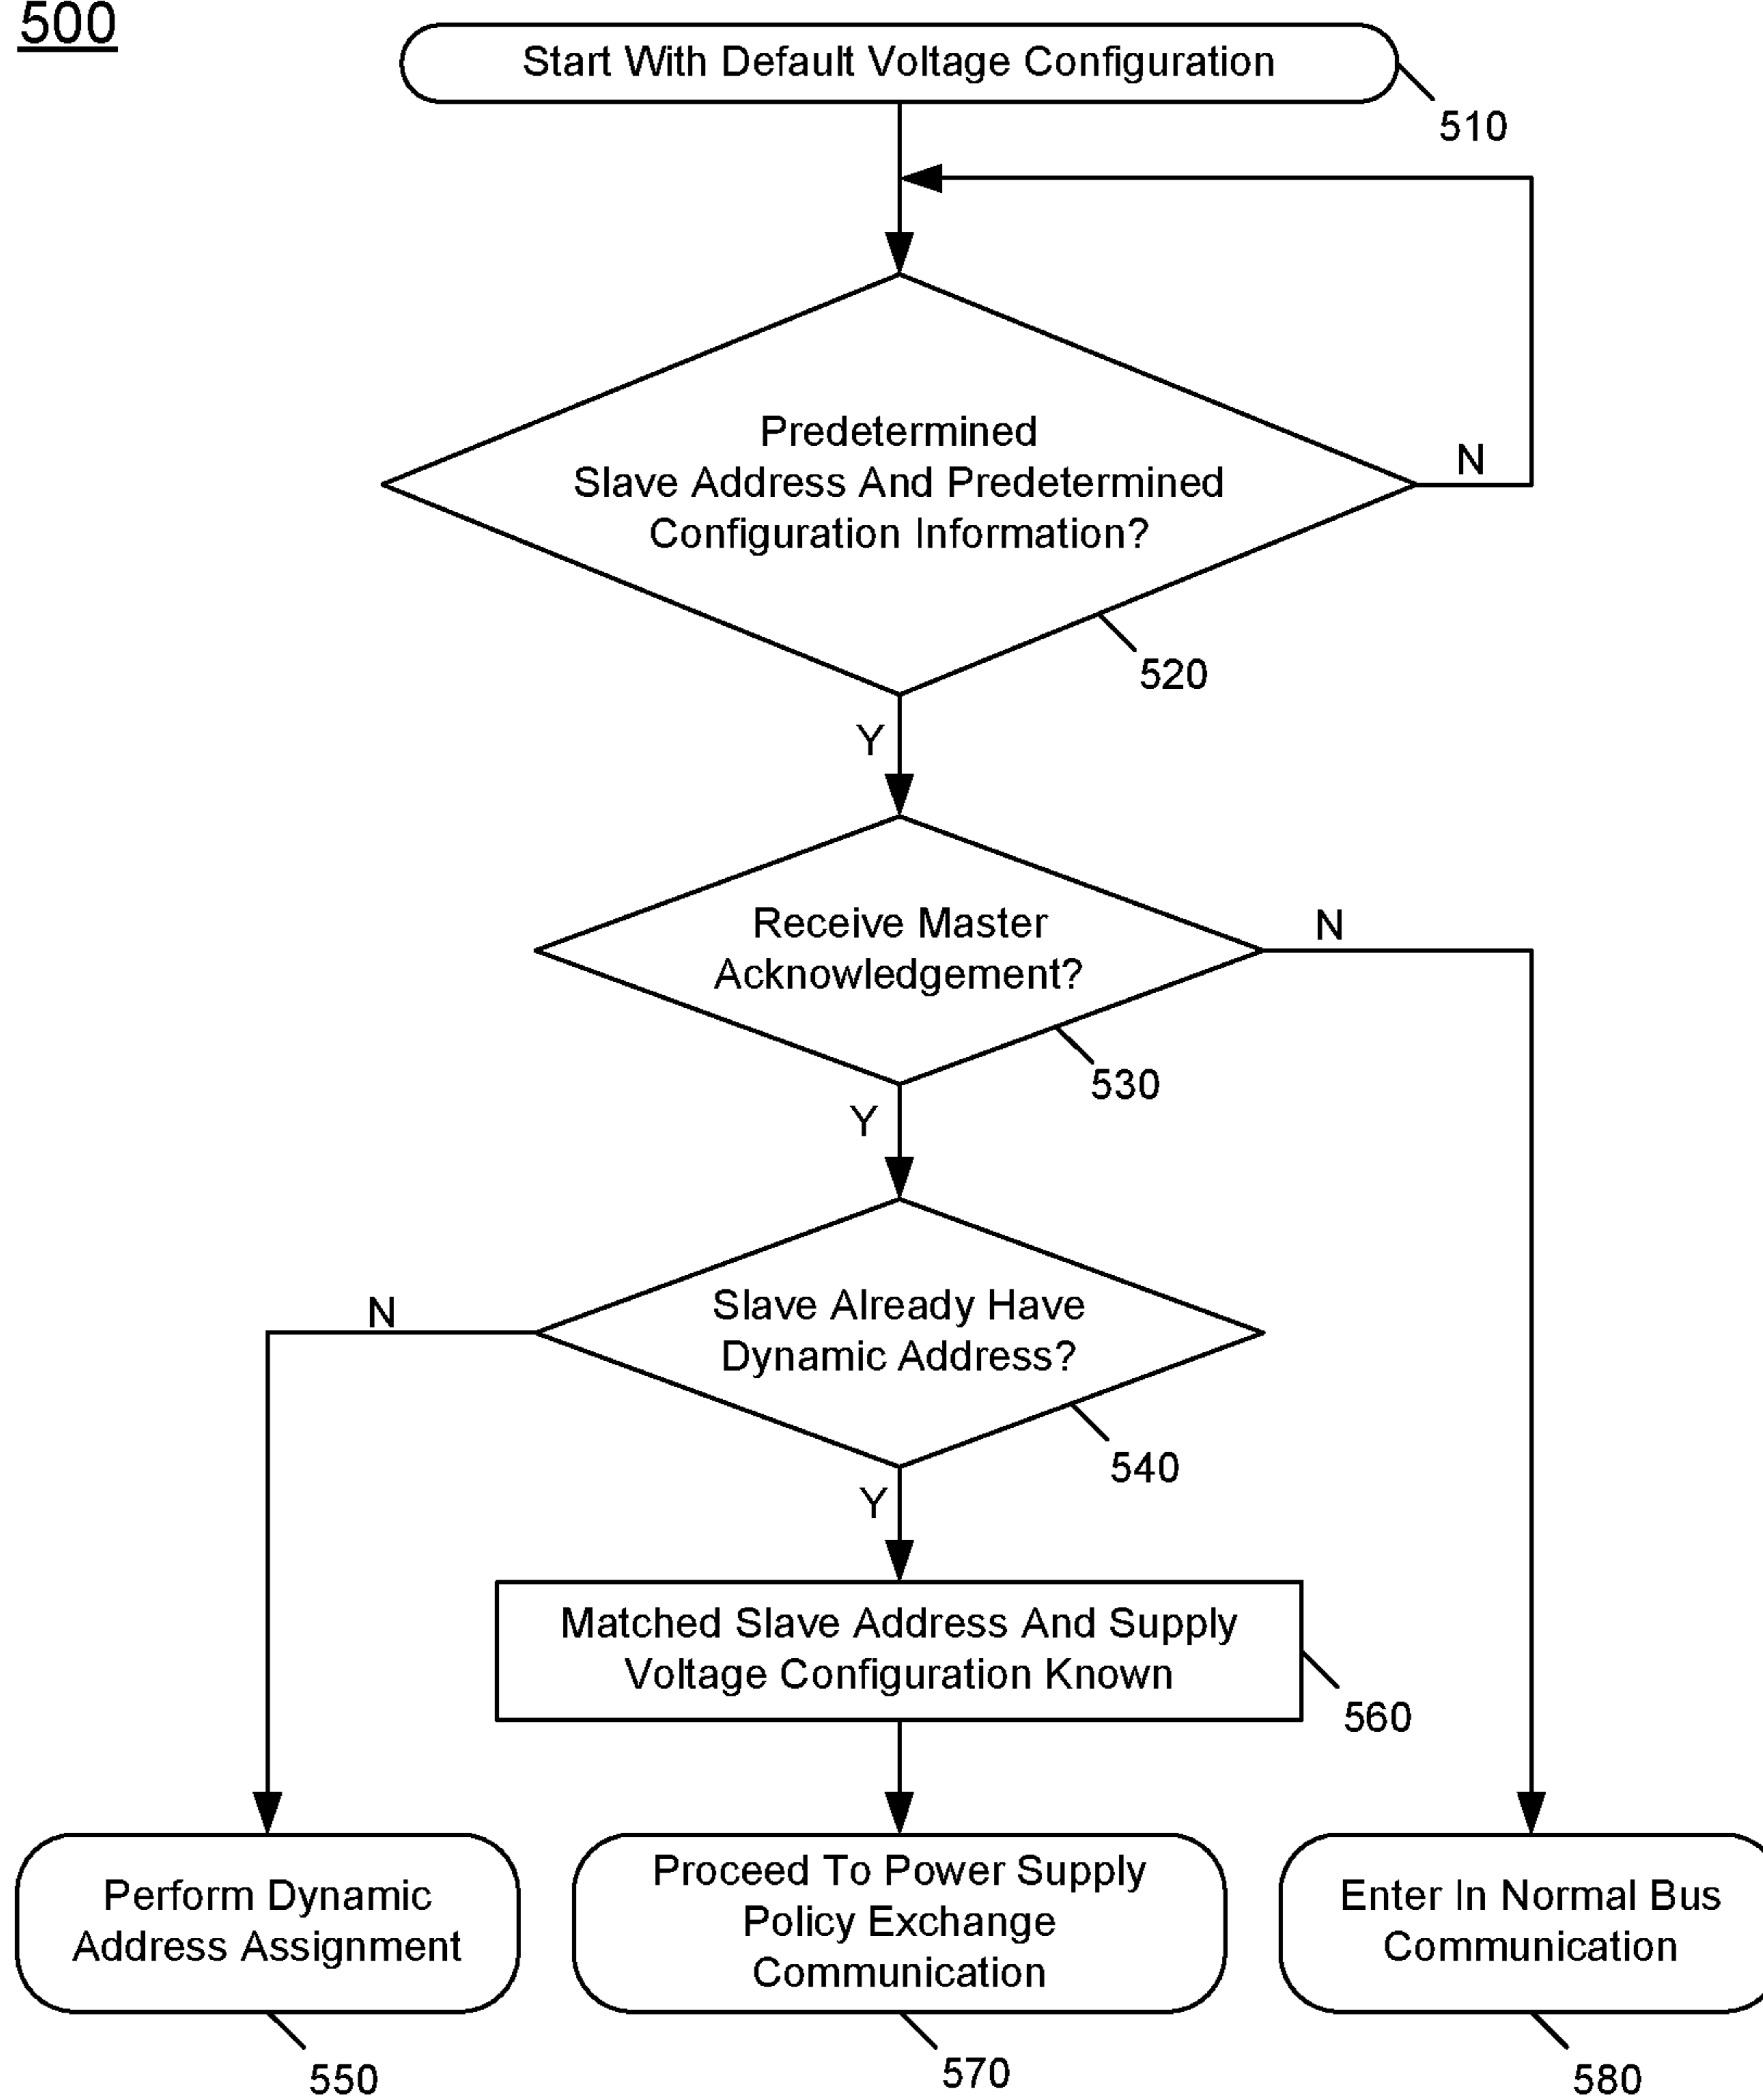 500
Start With Default Voltage Configuration
510
Predetermined
Slave Address And Predetermined
Configuration Information?
N
520
Y
Receive Master
Acknowledgement?
N
530
Y
Slave Already Have
Dynamic Address?
N
540
Y
Matched Slave Address And Supply
Voltage Configuration Known
560
Perform Dynamic
Address Assignment
550
Proceed To Power Supply
Policy Exchange
Communication
570
Enter In Normal Bus
Communication
580